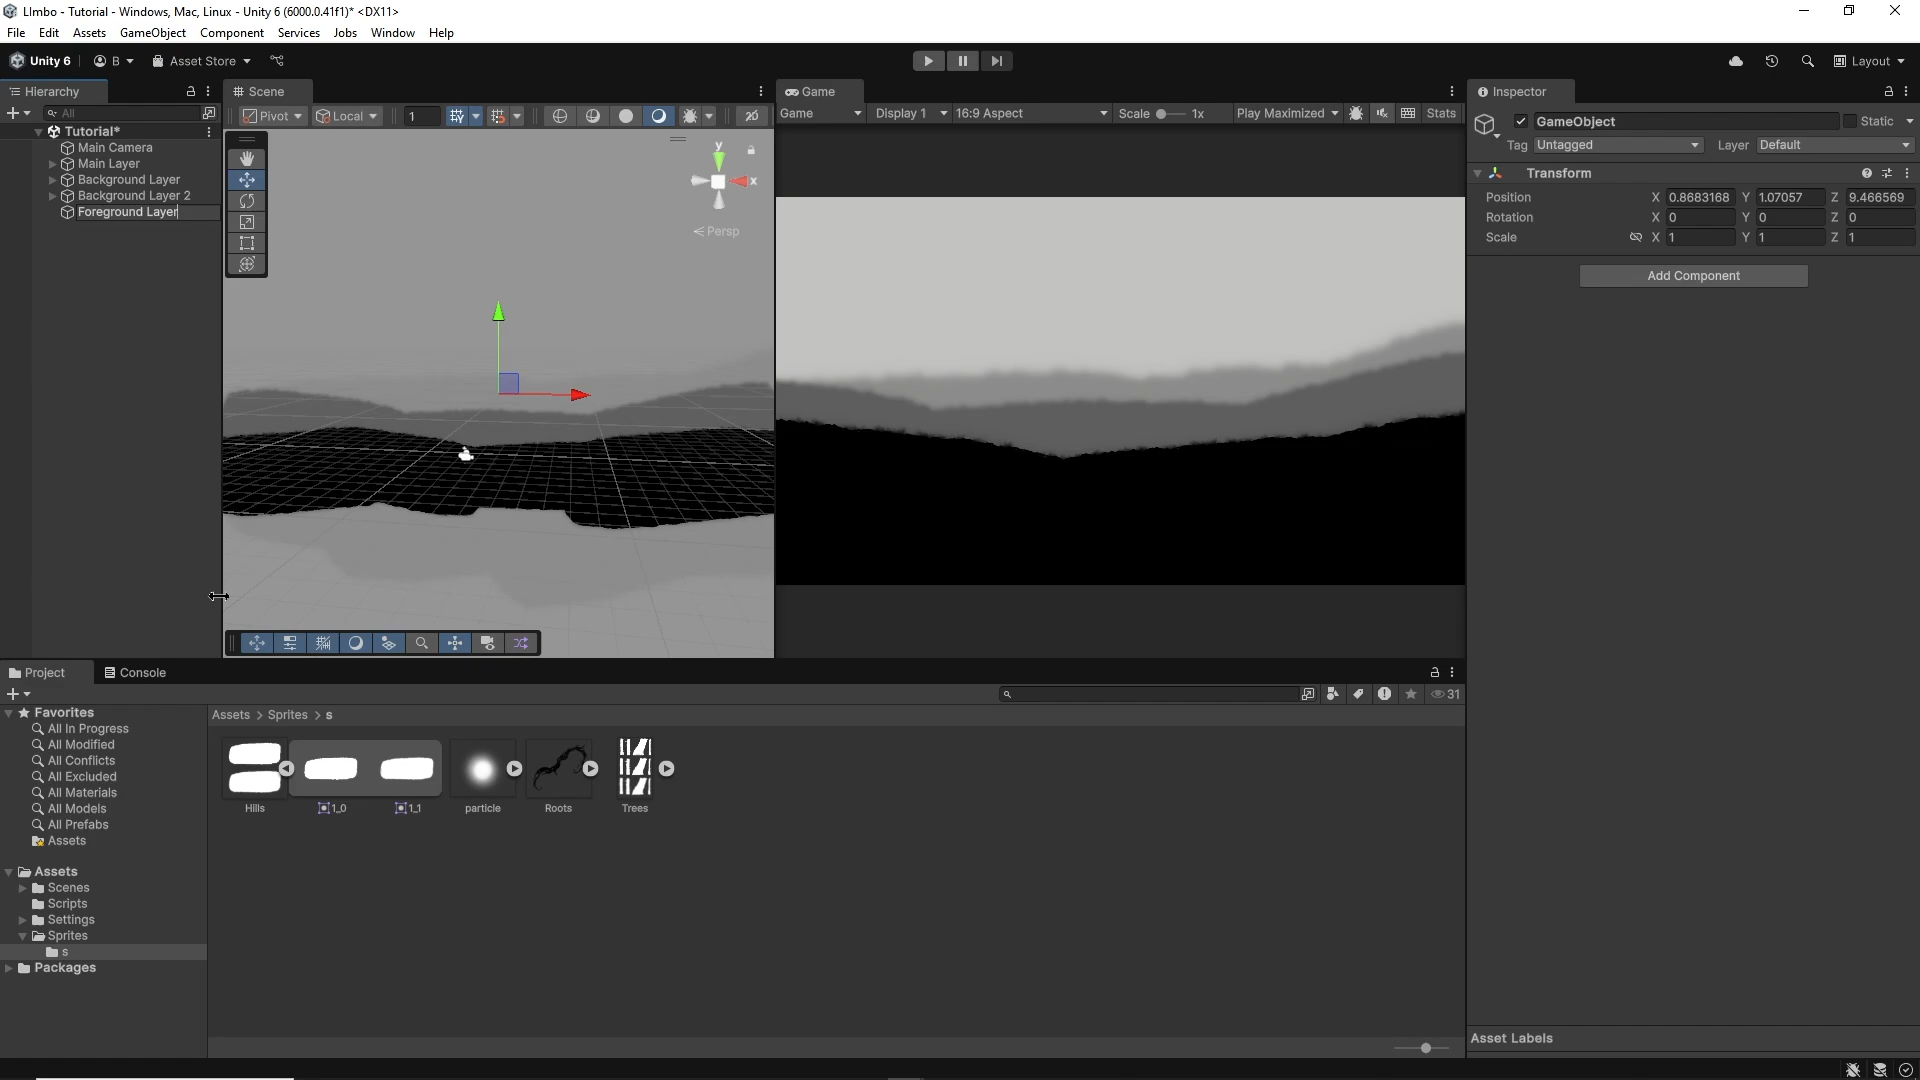 LImbo - Tutorial - Windows, Mac, Linux - Unity 6 (6000.0.41f1)* <DX11>
File Edit Assets GameObject Component Services Jobs Window Help
Unity 6 B Asset Store Layout
Hierarchy
All
Tutorial*
Main Camera
Main Layer
Background Layer
Background Layer 2
Foreground Layer
Scene
Pivot Local 1 2D
y
x
Persp
Game
Game Display 1 16:9 Aspect Scale 1x Play Maximized Stats
Inspector
GameObject Static
Tag Untagged Layer Default
Transform
Position X 0.8683168 Y 1.07057 Z 9.466569
Rotation X 0 Y 0 Z 0
Scale X 1 Y 1 Z 1
Add Component
Project Console
31
Favorites
All In Progress
All Modified
All Conflicts
All Excluded
All Materials
All Models
All Prefabs
Assets
Assets
Scenes
Scripts
Settings
Sprites
s
Packages
Assets > Sprites > s
Hills 1_0 1_1 particle Roots Trees
Asset Labels